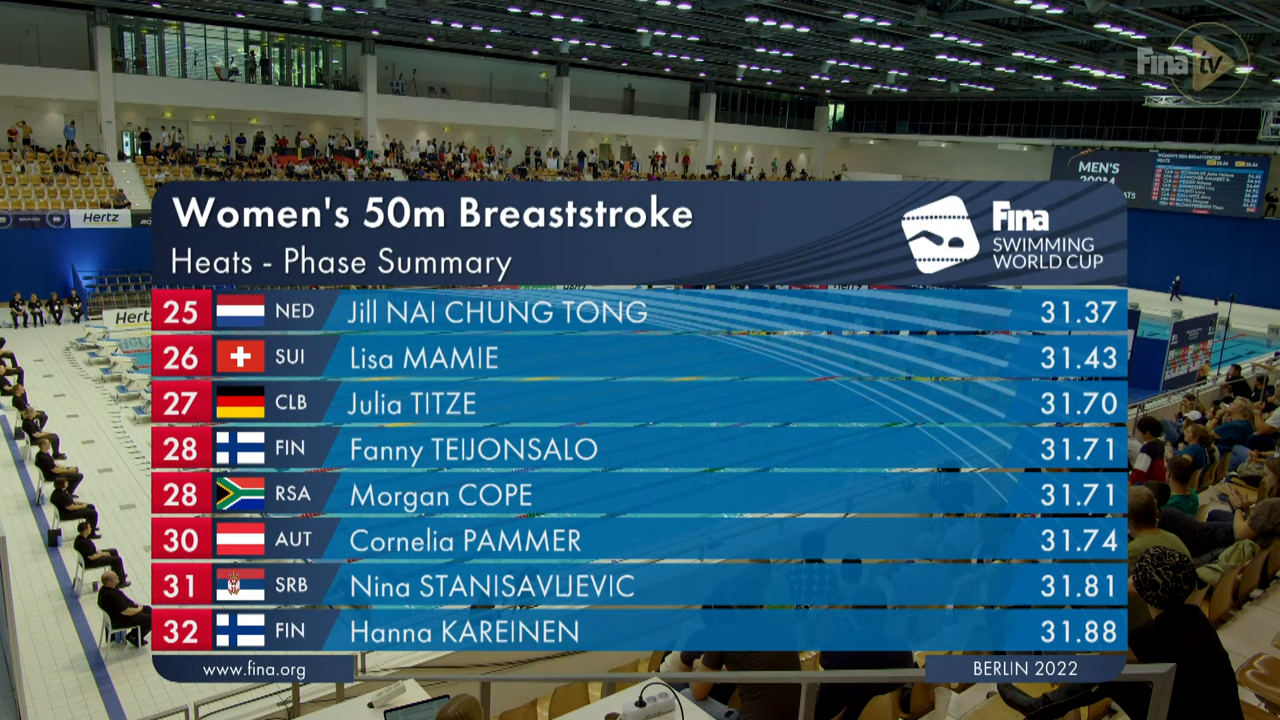 Fina tv
MEN'S
Hertz
Women's 50m Breaststroke
Heats - Phase Summary
Fina
SWIMMING
WORLD CUP
25 NED Jill NAI CHUNG TONG 31.37
26 SUI Lisa MAMIE 31.43
27 CLB Julia TITZE 31.70
28 FIN Fanny TEIJONSALO 31.71
28 RSA Morgan COPE 31.71
30 AUT Cornelia PAMMER 31.74
31 SRB Nina STANISAVLJEVIC 31.81
32 FIN Hanna KAREINEN 31.88
www.fina.org
BERLIN 2022